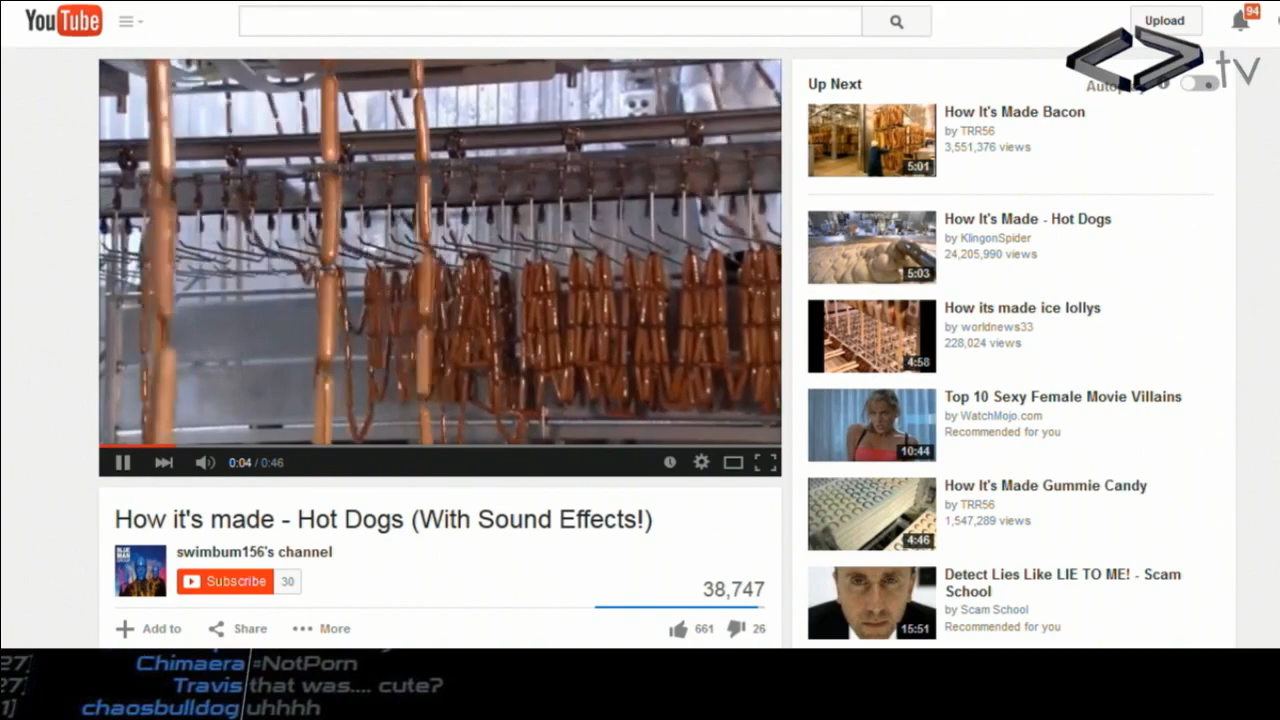 YouTube
Upload
94
.tv
Up Next
How It's Made Bacon
by TRR56
3,551,376 views
5:01
How It's Made - Hot Dogs
by KlingonSpider
24,205,990 views
5:03
How its made ice lollys
by worldnews33
228,024 views
4:58
Top 10 Sexy Female Movie Villains
by WatchMojo.com
Recommended for you
10:44
How It's Made Gummie Candy
by TRR56
1,547,289 views
4:46
Detect Lies Like LIE TO ME! - Scam
School
by Scam School
Recommended for you
15:51
0:04 / 0:46
How it's made - Hot Dogs (With Sound Effects!)
BLUE
MAN
swimbum156's channel
Subscribe 30
38,747
Add to Share More 661 26
27] Chimaera =NotPorn
27] Travis that was.... cute?
1] chaosbulldog uhhhh